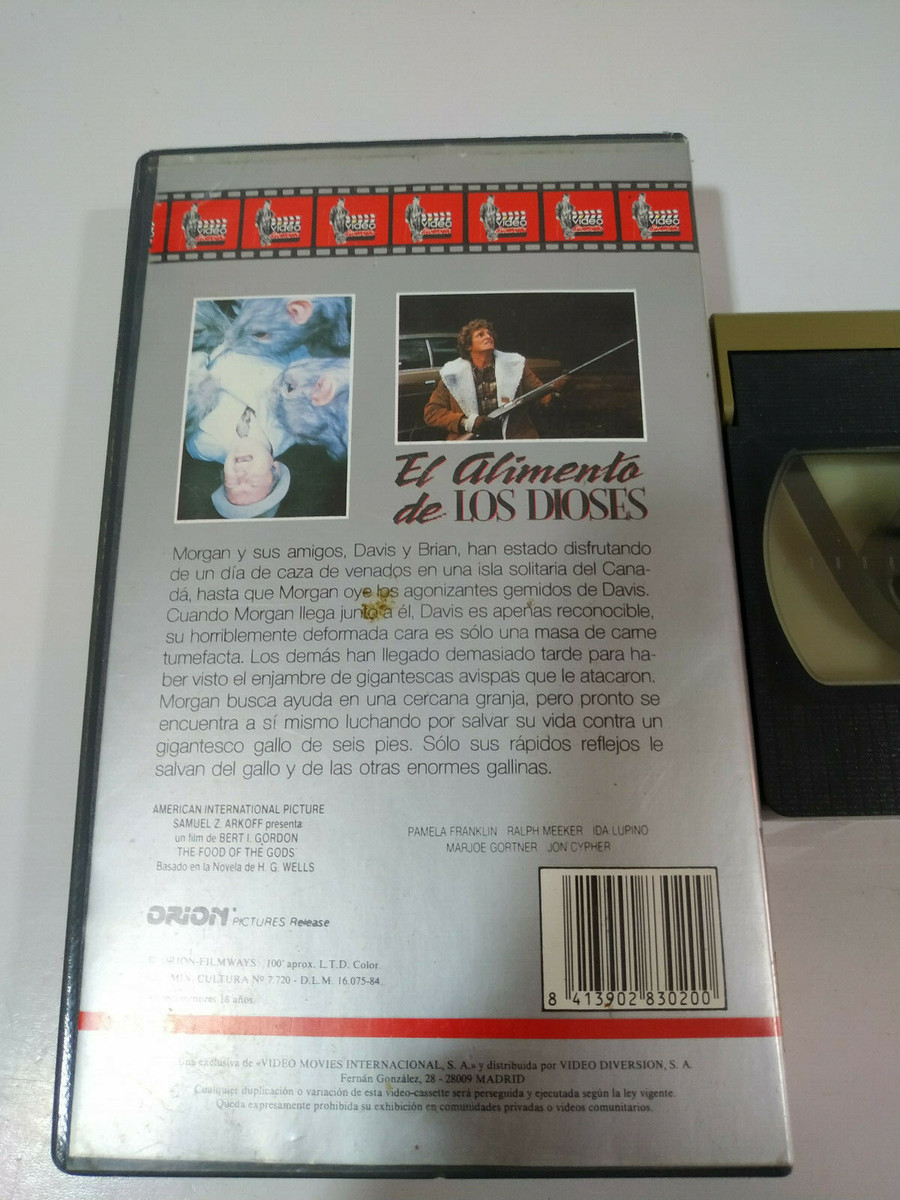 video
video
video
video
video
video
video
El Alimento
de LOS DIOSES
Morgan y sus amigos, Davis y Brian, han estado disfrutando
de un día de caza de venados en una isla solitaria del Cana-
dá, hasta que Morgan oye los agonizantes gemidos de Davis.
Cuando Morgan llega junto a él, Davis es apenas reconocible,
su horriblemente deformada cara es sólo una masa de carne
tumefacta. Los demás han llegado demasiado tarde para ha-
ber visto el enjambre de gigantescas avispas que le atacaron.
Morgan busca ayuda en una cercana granja, pero pronto se
encuentra a sí mismo luchando por salvar su vida contra un
gigantesco gallo de seis pies. Sólo sus rápidos reflejos le
salvan del gallo y de las otras enormes gallinas.
AMERICAN INTERNATIONAL PICTURE
SAMUEL Z. ARKOFF presenta
un film de BERT I. GORDON
THE FOOD OF THE GODS
Basado en la Novela de H. G. WELLS
PAMELA FRANKLIN RALPH MEEKER IDA LUPINO
MARJOE GORTNER JON CYPHER
ORION PICTURES Release
ORION-FILMWAYS 100' aprox. L.T.D. Color.
MIN. CULTURA Nº 7.720 - D.L.M. 16.075-84
menores 18 años.
8 413902 830200
una exclusiva de «VIDEO MOVIES INTERNACIONAL, S. A.» y distribuida por VIDEO DIVERSION, S. A.
Fernán González, 28 - 28009 MADRID
Cualquier duplicación o variación de esta video-cassette será perseguida y ejecutada según la ley vigente.
Queda expresamente prohibida su exhibición en comunidades privadas o videos comunitarios.